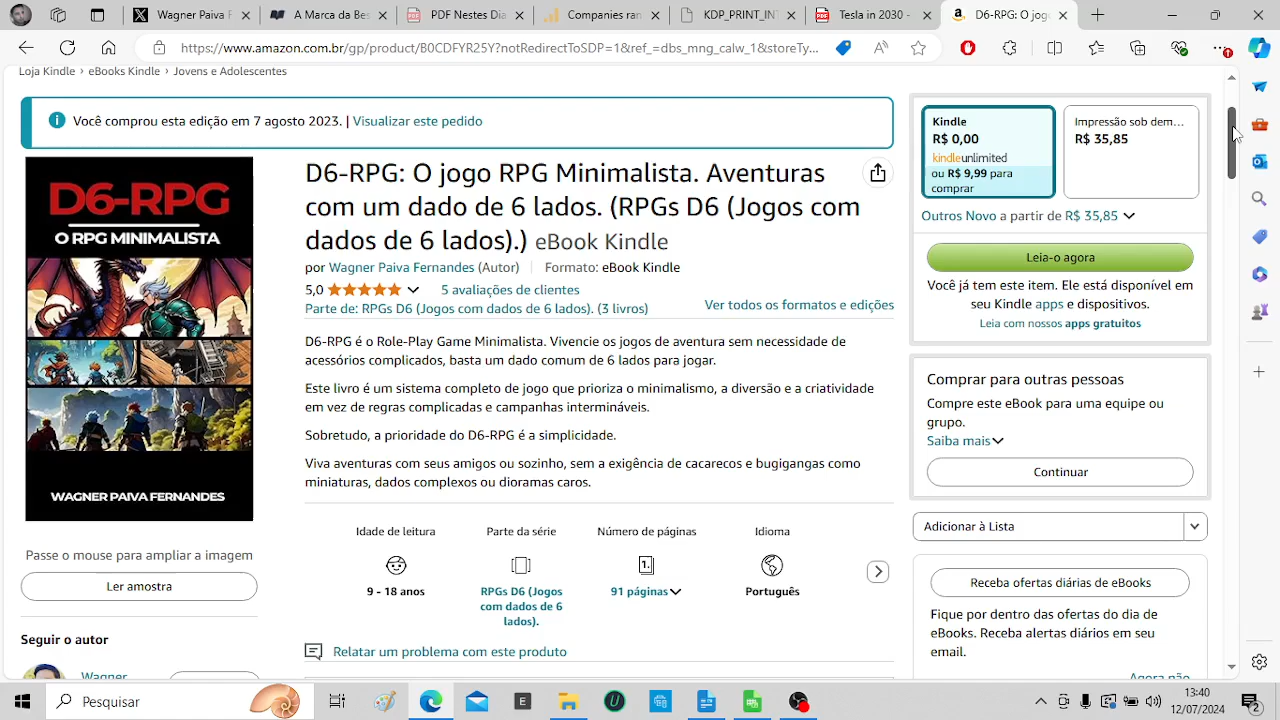 Wagner Paiva F
A Marca da Bes
PDF Nestes Dia
Companies ran
KDP_PRINT_INT
Tesla in 2030 -
D6-RPG: O jog
https://www.amazon.com.br/gp/product/B0CDFYR25Y?notRedirectToSDP=1&ref_=dbs_mng_calw_1&storeTy...
Loja Kindle › eBooks Kindle › Jovens e Adolescentes
Você comprou esta edição em 7 agosto 2023. | Visualizar este pedido
D6-RPG
O RPG MINIMALISTA
WAGNER PAIVA FERNANDES
Passe o mouse para ampliar a imagem
Ler amostra
Seguir o autor
Wagner
D6-RPG: O jogo RPG Minimalista. Aventuras
com um dado de 6 lados. (RPGs D6 (Jogos com
dados de 6 lados).) eBook Kindle
por Wagner Paiva Fernandes (Autor) Formato: eBook Kindle
5,0 5 avaliações de clientes
Parte de: RPGs D6 (Jogos com dados de 6 lados). (3 livros)
Ver todos os formatos e edições
D6-RPG é o Role-Play Game Minimalista. Vivencie os jogos de aventura sem necessidade de
acessórios complicados, basta um dado comum de 6 lados para jogar.
Este livro é um sistema completo de jogo que prioriza o minimalismo, a diversão e a criatividade
em vez de regras complicadas e campanhas intermináveis.
Sobretudo, a prioridade do D6-RPG é a simplicidade.
Viva aventuras com seus amigos ou sozinho, sem a exigência de cacarecos e bugigangas como
miniaturas, dados complexos ou dioramas caros.
Idade de leitura
9 - 18 anos
Parte da série
RPGs D6 (Jogos
com dados de 6
lados).
Número de páginas
1.
91 páginas
Idioma
Português
Relatar um problema com este produto
Kindle
R$ 0,00
kindleunlimited
ou R$ 9,99 para
comprar
Impressão sob dem...
R$ 35,85
Outros Novo a partir de R$ 35,85
Leia-o agora
Você já tem este item. Ele está disponível em
seu Kindle apps e dispositivos.
Leia com nossos apps gratuitos
Comprar para outras pessoas
Compre este eBook para uma equipe ou
grupo.
Saiba mais
Continuar
Adicionar à Lista
Receba ofertas diárias de eBooks
Fique por dentro das ofertas do dia de
eBooks. Receba alertas diários em seu
email.
Agora não
Pesquisar
E
U
13:40
12/07/2024
2